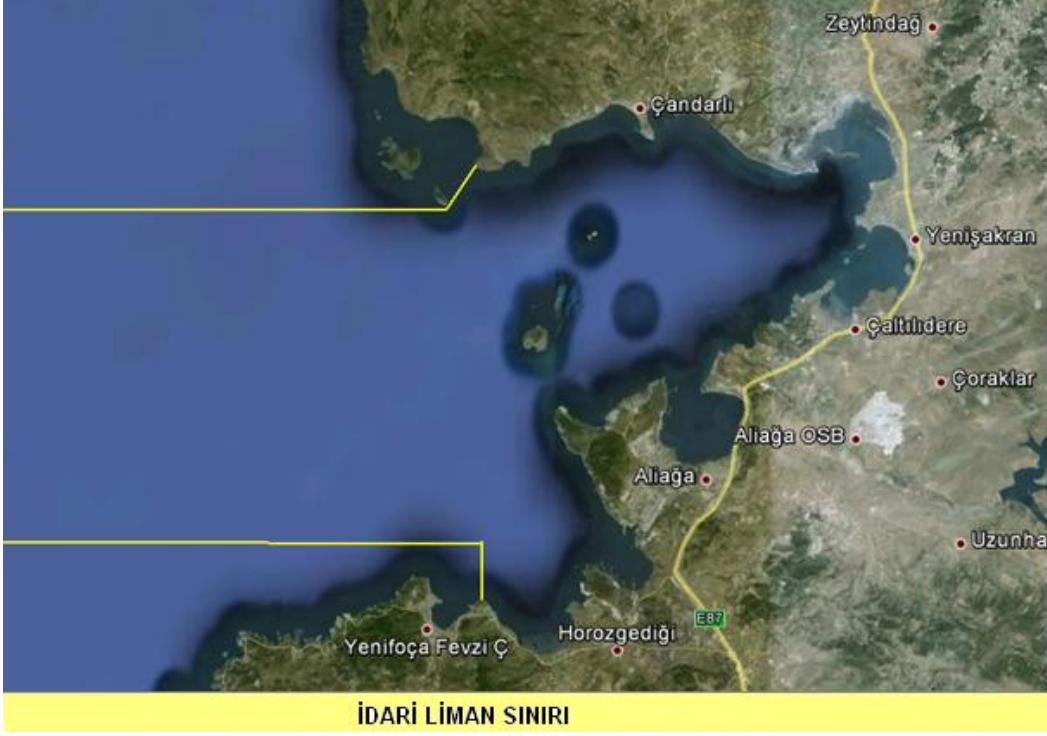 Zeytindağ
Çandarlı
Yenişakran
Çaltılıdere
Çoraklar
Aliağa OSB
Aliağa
Uzunha
E87
Horozgediği
Yenifoça Fevzi Ç
İDARİ LİMAN SINIRI